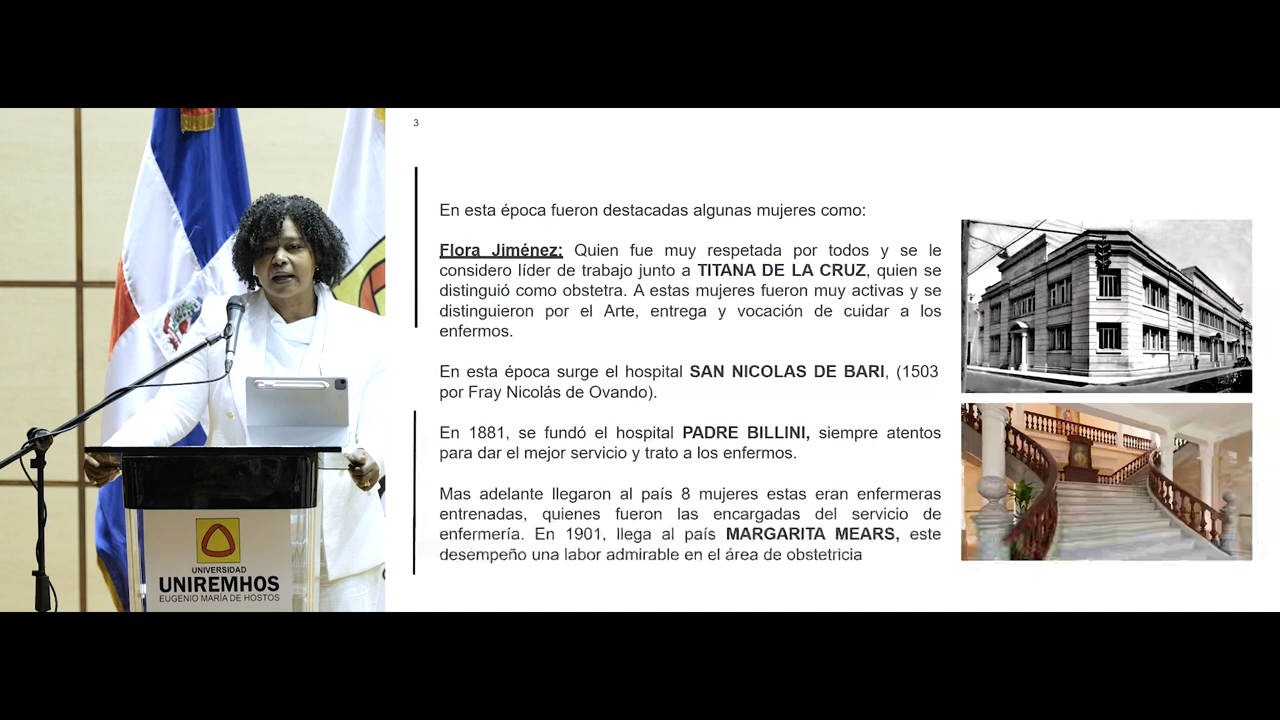 3
En esta época fueron destacadas algunas mujeres como:
Flora Jiménez: Quien fue muy respetada por todos y se le
considero líder de trabajo junto a TITANA DE LA CRUZ, quien se
distinguió como obstetra. A estas mujeres fueron muy activas y se
distinguieron por el Arte, entrega y vocación de cuidar a los
enfermos.
En esta época surge el hospital SAN NICOLAS DE BARI, (1503
por Fray Nicolás de Ovando).
En 1881, se fundó el hospital PADRE BILLINI, siempre atentos
para dar el mejor servicio y trato a los enfermos.
Mas adelante llegaron al país 8 mujeres estas eran enfermeras
entrenadas, quienes fueron las encargadas del servicio de
enfermería. En 1901, llega al país MARGARITA MEARS, este
desempeño una labor admirable en el área de obstetricia
UNIVERSIDAD
UNIREMHOS
EUGENIO MARÍA DE HOSTOS